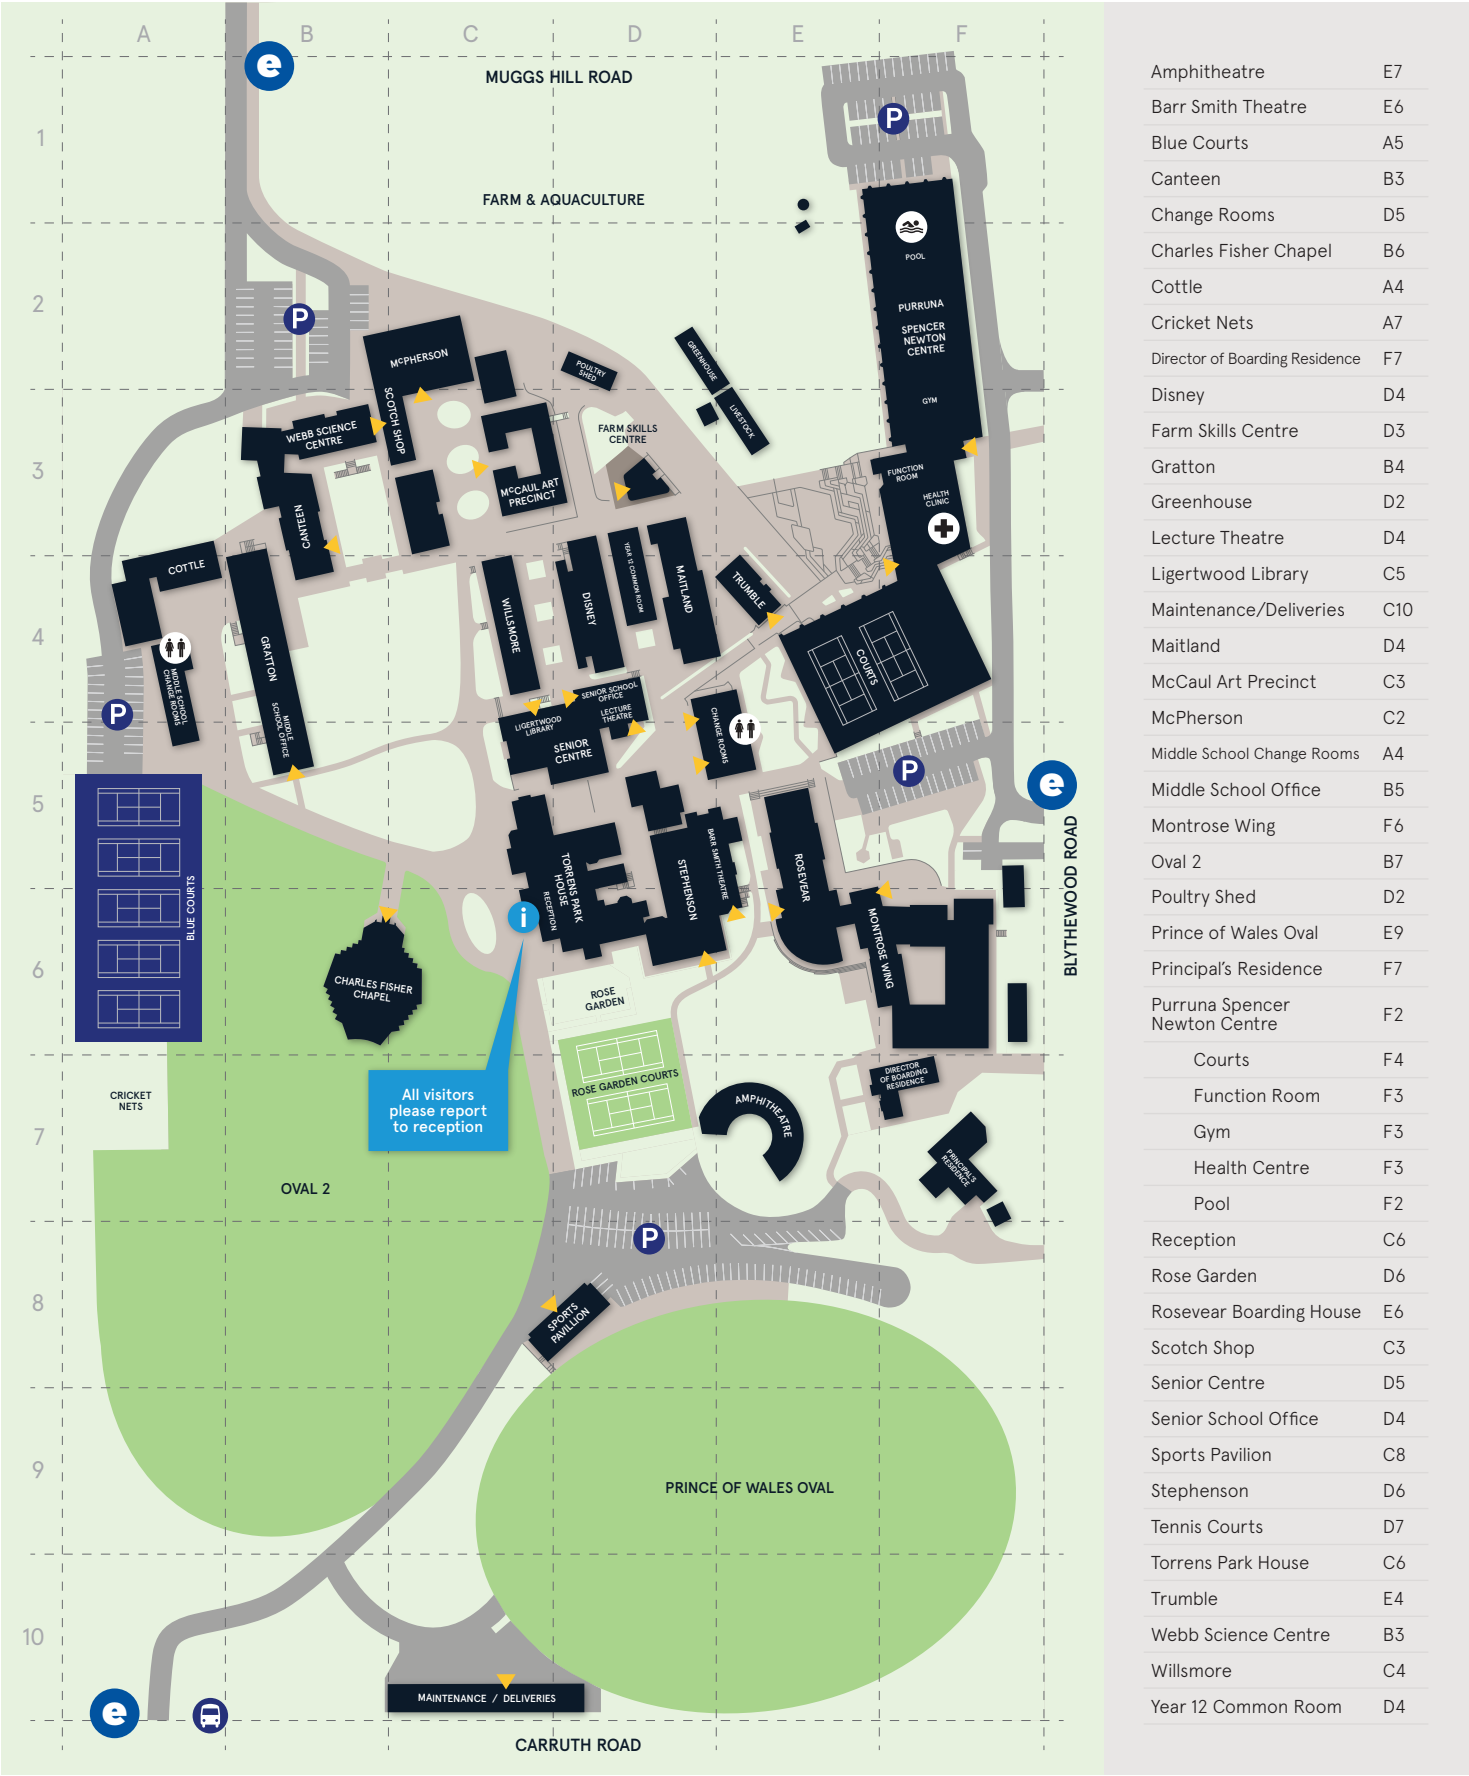 A B C D E F
e
MUGGS HILL ROAD
P
1
FARM & AQUACULTURE
POOL
2
P
PURRUNA
SPENCER
NEWTON
CENTRE
McPHERSON
POULTRY
SHED
GREENHOUSE
GYM
SCOTCH SHOP
LIVESTOCK
WEBB SCIENCE
CENTRE
FARM SKILLS
CENTRE
3
FUNCTION
ROOM
McCAUL ART
PRECINCT
HEALTH
CLINIC
CANTEEN
COTTLE
YEAR 12 COMMON ROOM
MAITLAND
TRUMBLE
DISNEY
WILLSMORE
4
GRATTON
COURTS
MIDDLE SCHOOL
CHANGE ROOMS
SENIOR SCHOOL
OFFICE
P
MIDDLE
SCHOOL OFFICE
LIGERTWOOD
LIBRARY
LECTURE
THEATRE
CHANGE ROOMS
SENIOR
CENTRE
P
e
5
BLYTHEWOOD ROAD
BARR SMITH THEATRE
TORRENS PARK
HOUSE
RECEPTION
STEPHENSON
ROSEVEAR
BLUE COURTS
i
MONTROSE WING
6
CHARLES FISHER
CHAPEL
ROSE
GARDEN
ROSE GARDEN COURTS
DIRECTOR
OF BOARDING
RESIDENCE
CRICKET
NETS
All visitors
please report
to reception
AMPHITHEATRE
7
PRINCIPAL'S
RESIDENCE
OVAL 2
P
8
SPORTS
PAVILLION
9
PRINCE OF WALES OVAL
10
MAINTENANCE / DELIVERIES
e
CARRUTH ROAD
Amphitheatre E7
Barr Smith Theatre E6
Blue Courts A5
Canteen B3
Change Rooms D5
Charles Fisher Chapel B6
Cottle A4
Cricket Nets A7
Director of Boarding Residence F7
Disney D4
Farm Skills Centre D3
Gratton B4
Greenhouse D2
Lecture Theatre D4
Ligertwood Library C5
Maintenance/Deliveries C10
Maitland D4
McCaul Art Precinct C3
McPherson C2
Middle School Change Rooms A4
Middle School Office B5
Montrose Wing F6
Oval 2 B7
Poultry Shed D2
Prince of Wales Oval E9
Principal's Residence F7
Purruna Spencer
Newton Centre F2
Courts F4
Function Room F3
Gym F3
Health Centre F3
Pool F2
Reception C6
Rose Garden D6
Rosevear Boarding House E6
Scotch Shop C3
Senior Centre D5
Senior School Office D4
Sports Pavilion C8
Stephenson D6
Tennis Courts D7
Torrens Park House C6
Trumble E4
Webb Science Centre B3
Willsmore C4
Year 12 Common Room D4